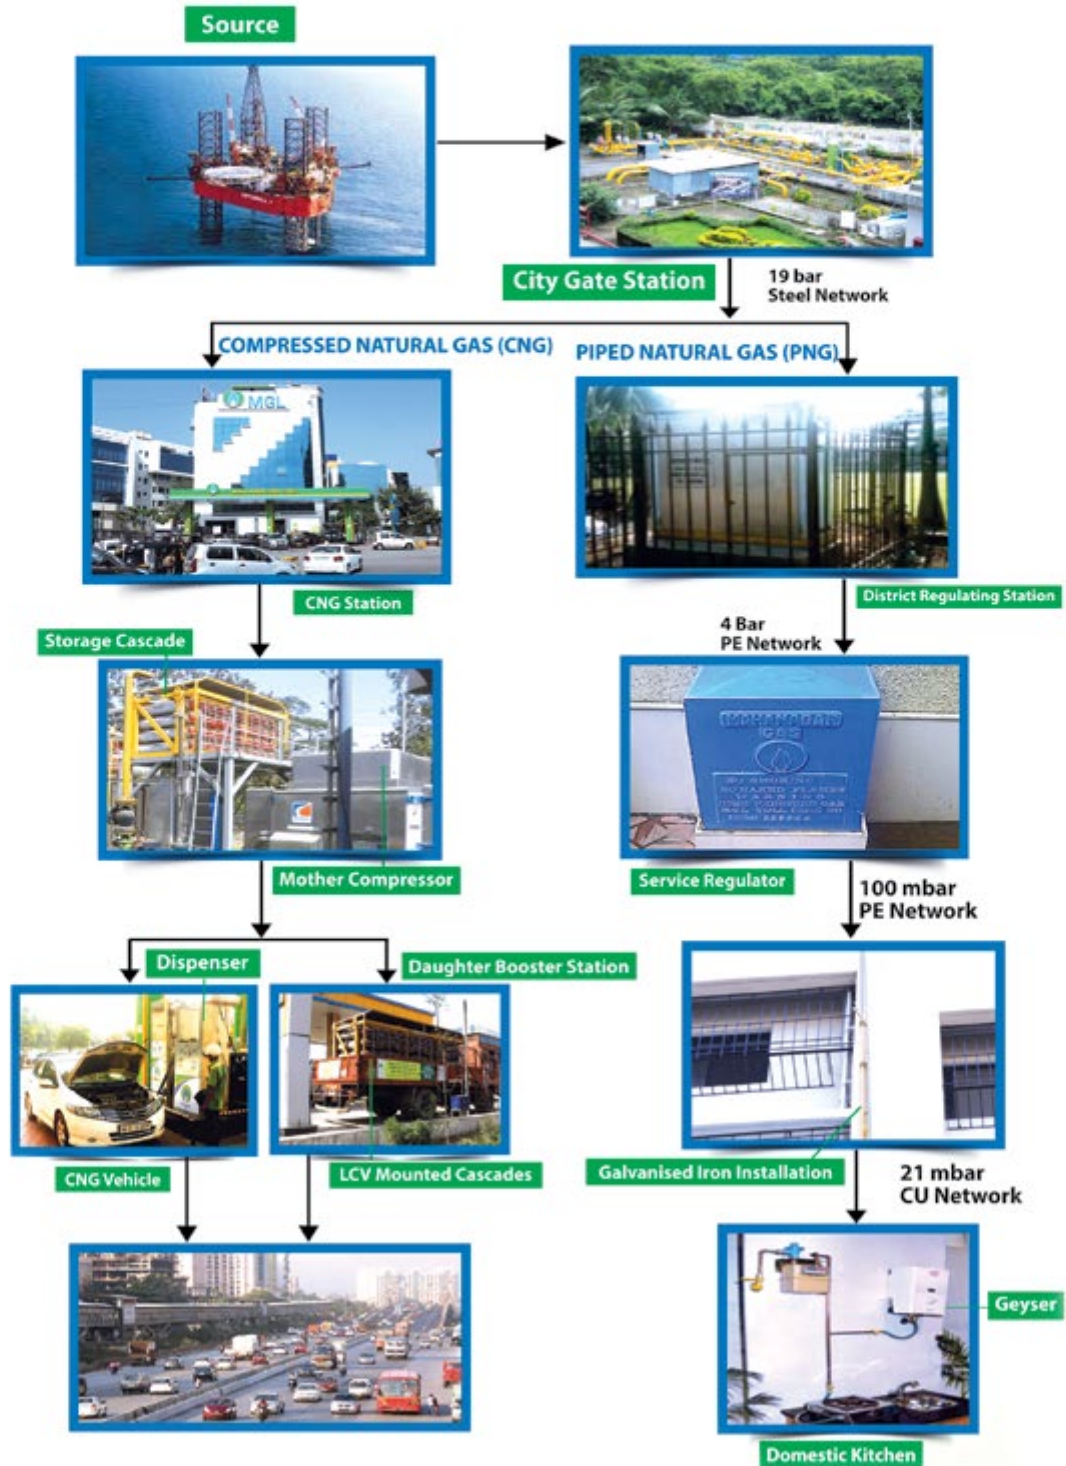 Source
City Gate Station
19 bar
Steel Network
COMPRESSED NATURAL GAS (CNG)
PIPED NATURAL GAS (PNG)
MGL
CNG Station
District Regulating Station
4 Bar
PE Network
Storage Cascade
GAS
Mother Compressor
Service Regulator
100 mbar
PE Network
Dispenser
Daughter Booster Station
CNG Vehicle
LCV Mounted Cascades
Galvanised Iron Installation
21 mbar
CU Network
Geyser
Domestic Kitchen